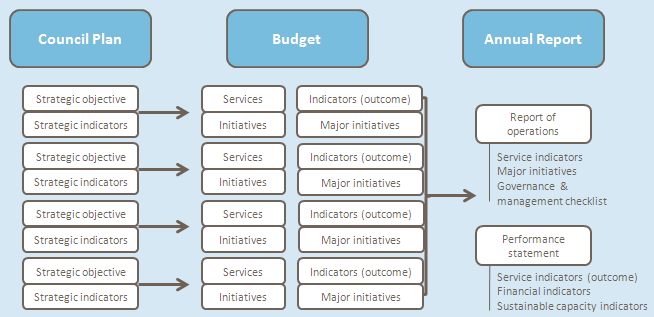 Council Plan
Budget
Annual Report
Strategic objective
Strategic indicators
Services
Initiatives
Indicators (outcome)
Major initiatives
Strategic objective
Strategic indicators
Services
Initiatives
Indicators (outcome)
Major initiatives
Strategic objective
Strategic indicators
Services
Initiatives
Indicators (outcome)
Major initiatives
Strategic objective
Strategic indicators
Services
Initiatives
Indicators (outcome)
Major initiatives
Report of
operations
Service indicators
Major initiatives
Governance &
management checklist
Performance
statement
Service indicators (outcome)
Financial indicators
Sustainable capacity indicators